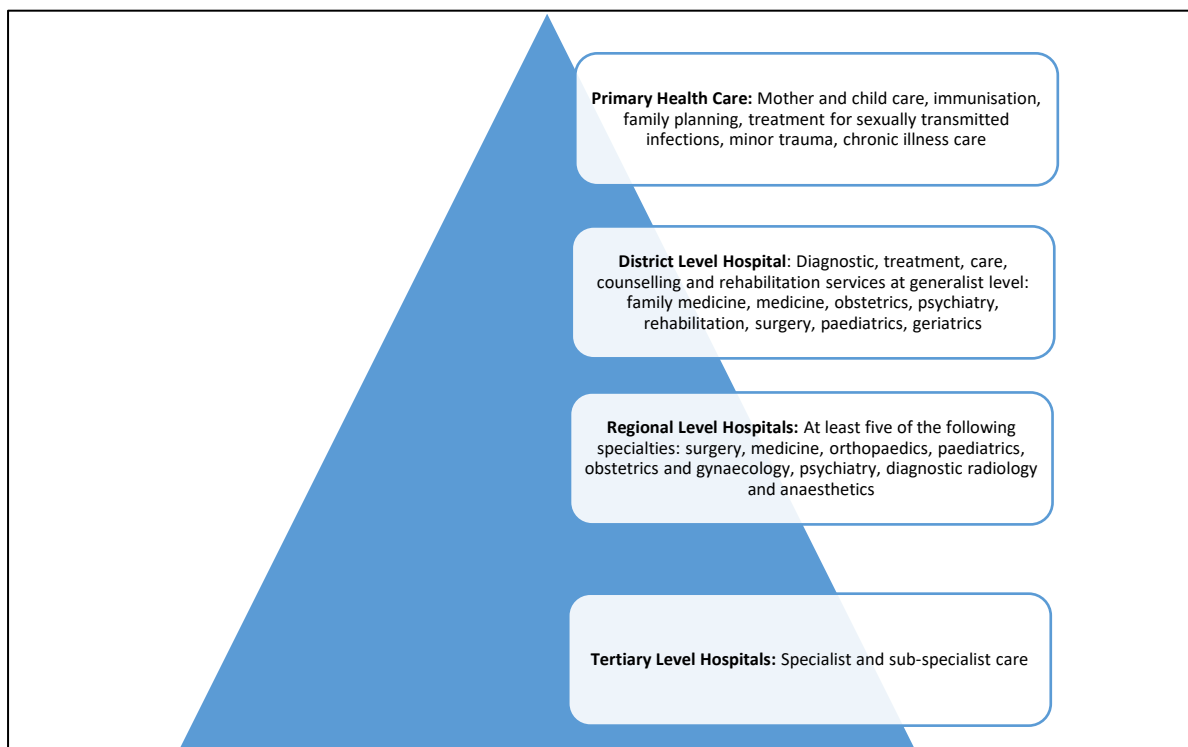 Primary Health Care: Mother and child care, immunisation,
family planning, treatment for sexually transmitted
infections, minor trauma, chronic illness care
District Level Hospital: Diagnostic, treatment, care,
counselling and rehabilitation services at generalist level:
family medicine, medicine, obstetrics, psychiatry,
rehabilitation, surgery, paediatrics, geriatrics
Regional Level Hospitals: At least five of the following
specialties: surgery, medicine, orthopaedics, paediatrics,
obstetrics and gynaecology, psychiatry, diagnostic radiology
and anaesthetics
Tertiary Level Hospitals: Specialist and sub-specialist care